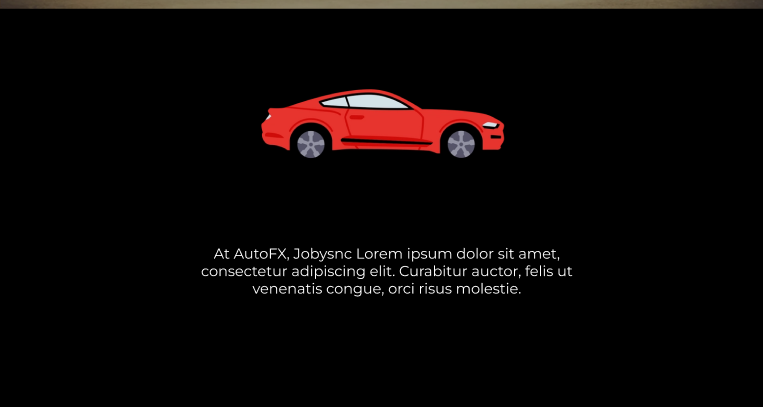 At AutoFX, Jobysnc Lorem ipsum dolor sit amet,
consectetur adipiscing elit. Curabitur auctor, felis ut
venenatis congue, orci risus molestie.